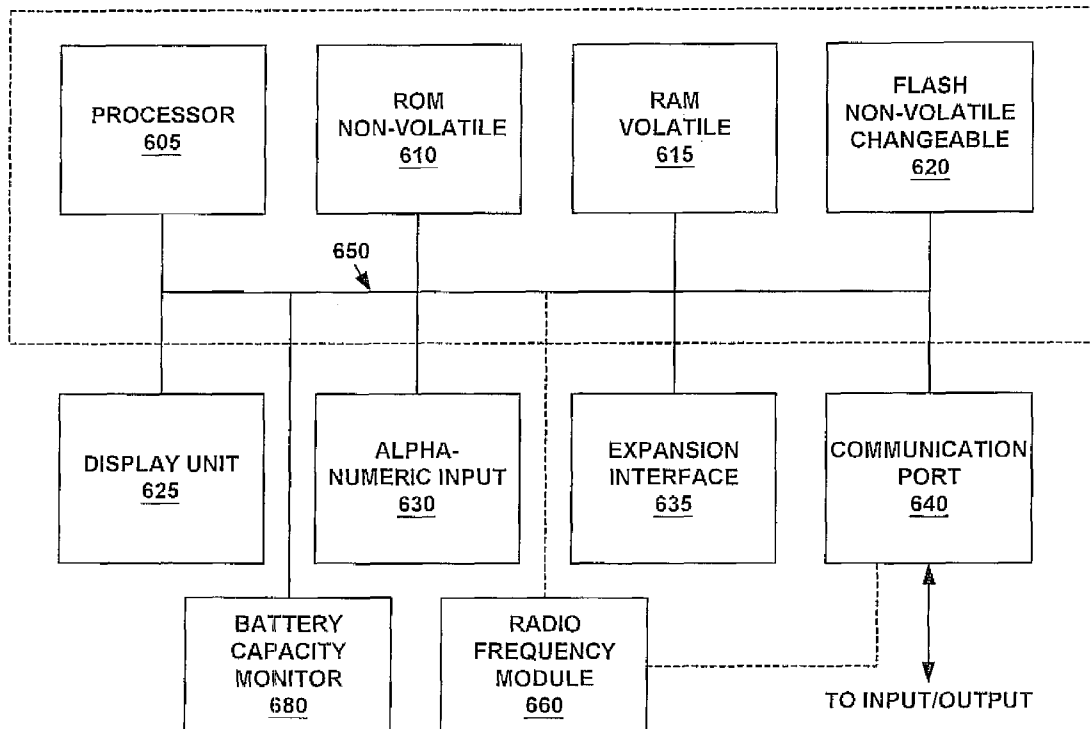 PROCESSOR
605
ROM
NON-VOLATILE
610
RAM
VOLATILE
615
FLASH
NON-VOLATILE
CHANGEABLE
620
650
DISPLAY UNIT
625
ALPHA-
NUMERIC INPUT
630
EXPANSION
INTERFACE
635
COMMUNICATION
PORT
640
BATTERY
CAPACITY
MONITOR
680
RADIO
FREQUENCY
MODULE
660
TO INPUT/OUTPUT